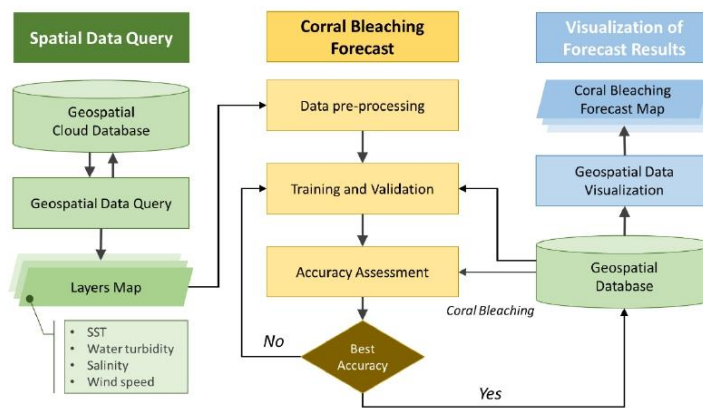 Spatial Data Query
Corral Bleaching
Forecast
Visualization of
Forecast Results
Geospatial
Cloud Database
Geospatial Data Query
Layers Map
• SST
• Water turbidity
• Salinity
• Wind speed
Data pre-processing
Training and Validation
Accuracy Assessment
Best
Accuracy
No
Yes
Coral Bleaching
Coral Bleaching
Forecast Map
Geospatial Data
Visualization
Geospatial
Database